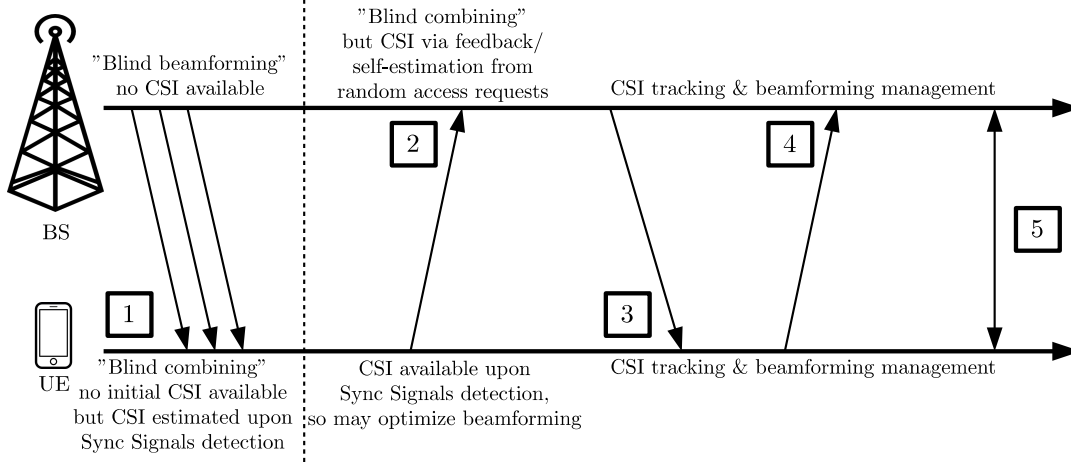 "Blind beamforming"
no CSI available
"Blind combining"
but CSI via feedback/
self-estimation from
random access requests
CSI tracking & beamforming management
2
4
BS
5
1
3
UE
"Blind combining"
no initial CSI available
but CSI estimated upon
Sync Signals detection
CSI available upon
Sync Signals detection,
so may optimize beamforming
CSI tracking & beamforming management